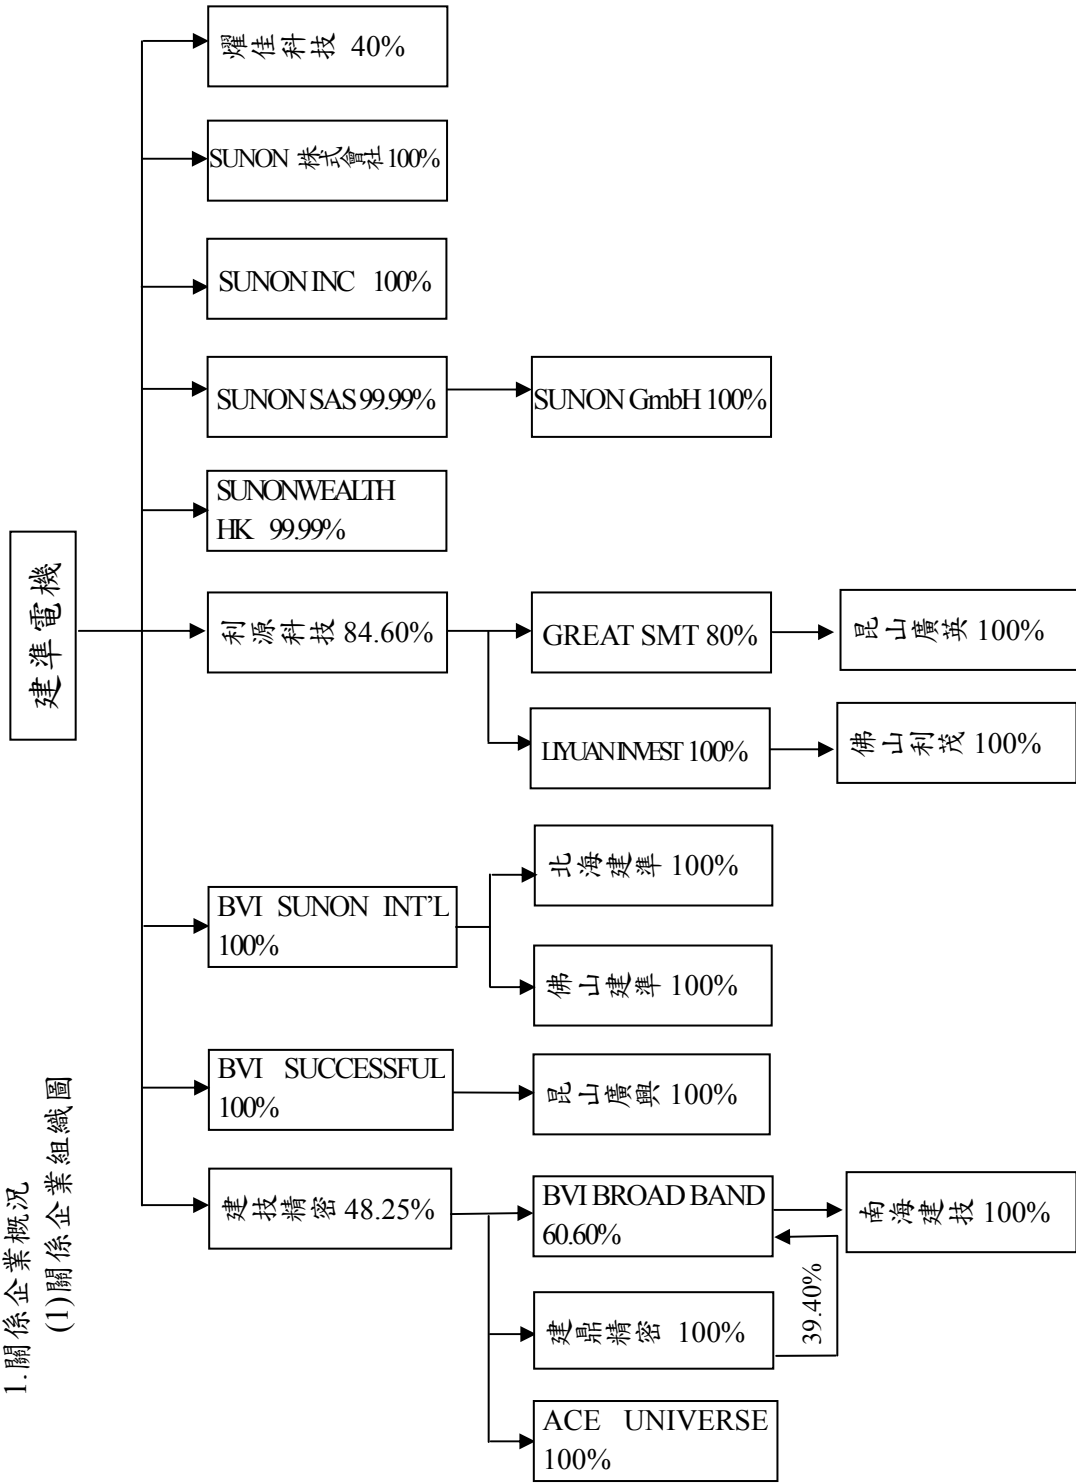 1.關係企業概況
(1)關係企業組織圖
建準電機
燿佳科技 40%
SUNON 株式會社 100%
SUNON INC 100%
SUNON SAS 99.99%
SUNON GmbH 100%
SUNONWEALTH
HK 99.99%
利源科技 84.60%
GREAT SMT 80%
昆山廣英 100%
LIYUAN INVEST 100%
佛山利茂 100%
BVI SUNON INT'L
100%
北海建準 100%
佛山建準 100%
BVI SUCCESSFUL
100%
昆山廣興 100%
建技精密 48.25%
BVI BROAD BAND
60.60%
南海建技 100%
建鼎精密 100%
39.40%
ACE UNIVERSE
100%